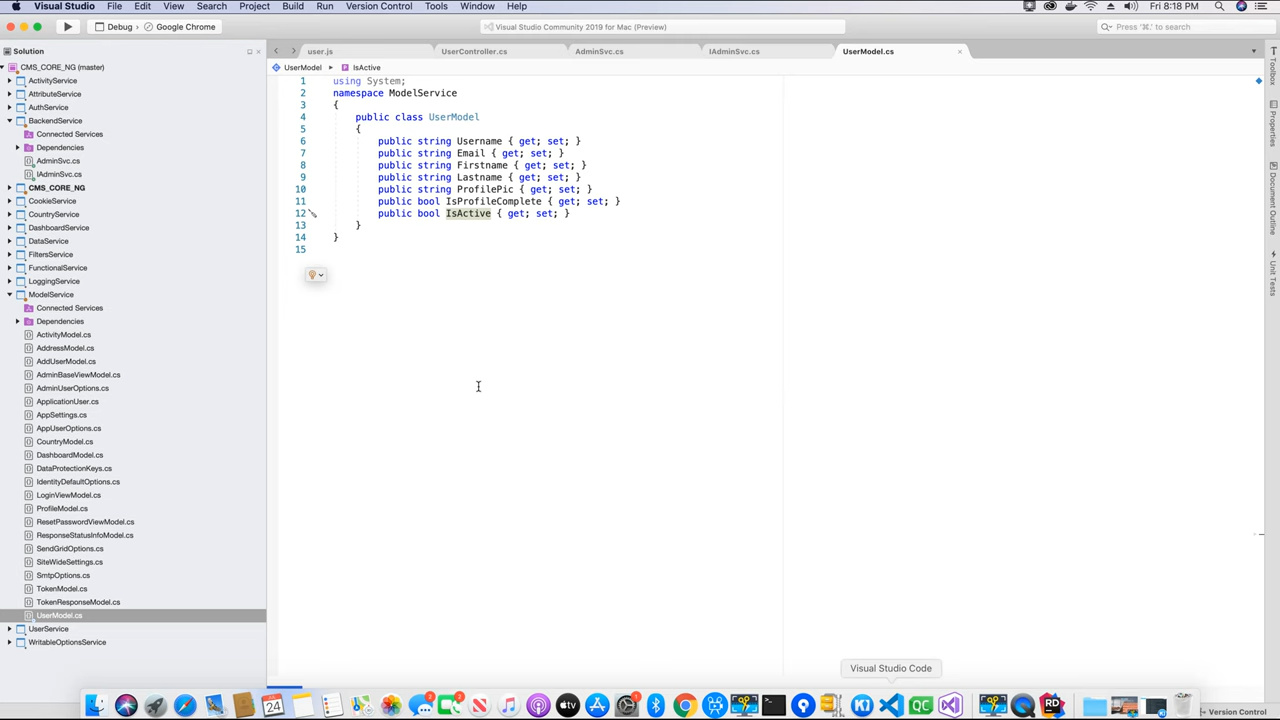 Visual Studio File Edit View Search Project Build Run Version Control Tools Window Help Fri 8:18 PM
Debug Google Chrome Visual Studio Community 2019 for Mac (Preview) Press '⌘.' to search
Solution user.js UserController.cs AdminSvc.cs IAdminSvc.cs UserModel.cs
CMS_CORE_NG (master)
UserModel IsActive
ActivityService
AttributeService
AuthService
BackendService
Connected Services
Dependencies
AdminSvc.cs
IAdminSvc.cs
CMS_CORE_NG
CookieService
CountryService
DashboardService
DataService
FiltersService
FunctionalService
LoggingService
ModelService
Connected Services
Dependencies
ActivityModel.cs
AddressModel.cs
AddUserModel.cs
AdminBaseViewModel.cs
AdminUserOptions.cs
ApplicationUser.cs
AppSettings.cs
AppUserOptions.cs
CountryModel.cs
DashboardModel.cs
DataProtectionKeys.cs
IdentityDefaultOptions.cs
LoginViewModel.cs
ProfileModel.cs
ResetPasswordViewModel.cs
ResponseStatusInfoModel.cs
SendGridOptions.cs
SiteWideSettings.cs
SmtpOptions.cs
TokenModel.cs
TokenResponseModel.cs
UserModel.cs
UserService
WritableOptionsService
1 using System;
2 namespace ModelService
3 {
4 public class UserModel
5 {
6 public string Username { get; set; }
7 public string Email { get; set; }
8 public string Firstname { get; set; }
9 public string Lastname { get; set; }
10 public string ProfilePic { get; set; }
11 public bool IsProfileComplete { get; set; }
12 public bool IsActive { get; set; }
13 }
14 }
15
Toolbox
Properties
Document Outline
Unit Tests
Visual Studio Code
Version Control